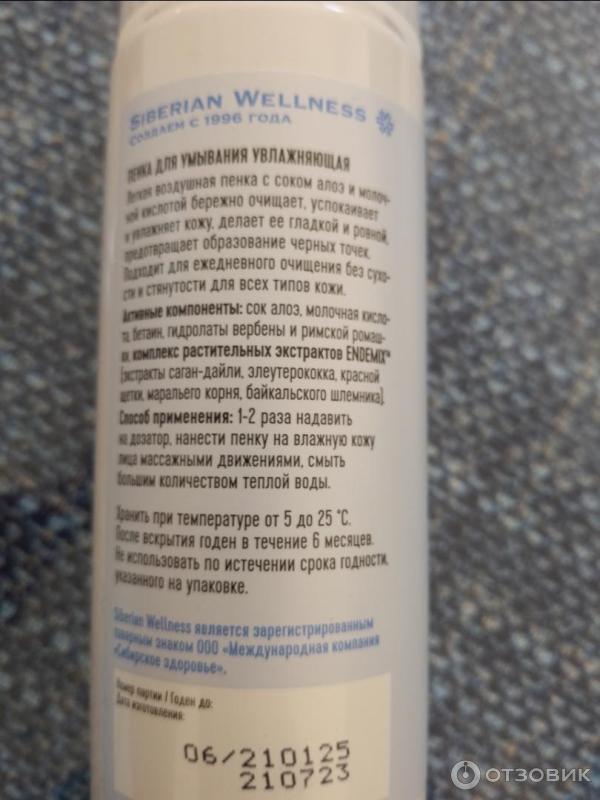 SIBERIAN WELLNESS
СОЗДАЕМ С 1996 ГОДА
ПЕНКА ДЛЯ УМЫВАНИЯ УВЛАЖНЯЮЩАЯ
Легкая воздушная пенка с соком алоэ и молоч-
ной кислотой бережно очищает, успокаивает
и увлажняет кожу, делает ее гладкой и ровной,
предотвращает образование черных точек.
Подходит для ежедневного очищения без сухо-
сти и стянутости для всех типов кожи.
Активные компоненты: сок алоэ, молочная кисло-
та, бетаин, гидролаты вербены и римской ромаш-
ки, комплекс растительных экстрактов ENDEMIX™
(экстракты саган-дайли, элеутерококка, красной
щетки, маральего корня, байкальского шлемника).
Способ применения: 1-2 раза надавить
на дозатор, нанести пенку на влажную кожу
лица массажными движениями, смыть
большим количеством теплой воды.
Хранить при температуре от 5 до 25 °С.
После вскрытия годен в течение 6 месяцев.
Не использовать по истечении срока годности,
указанного на упаковке.
Siberian Wellness является зарегистрированным
товарным знаком ООО «Международная компания
«Сибирское здоровье».
Номер партии / Годен до:
Дата изготовления:
06/210125
210723
ОТЗОВИК